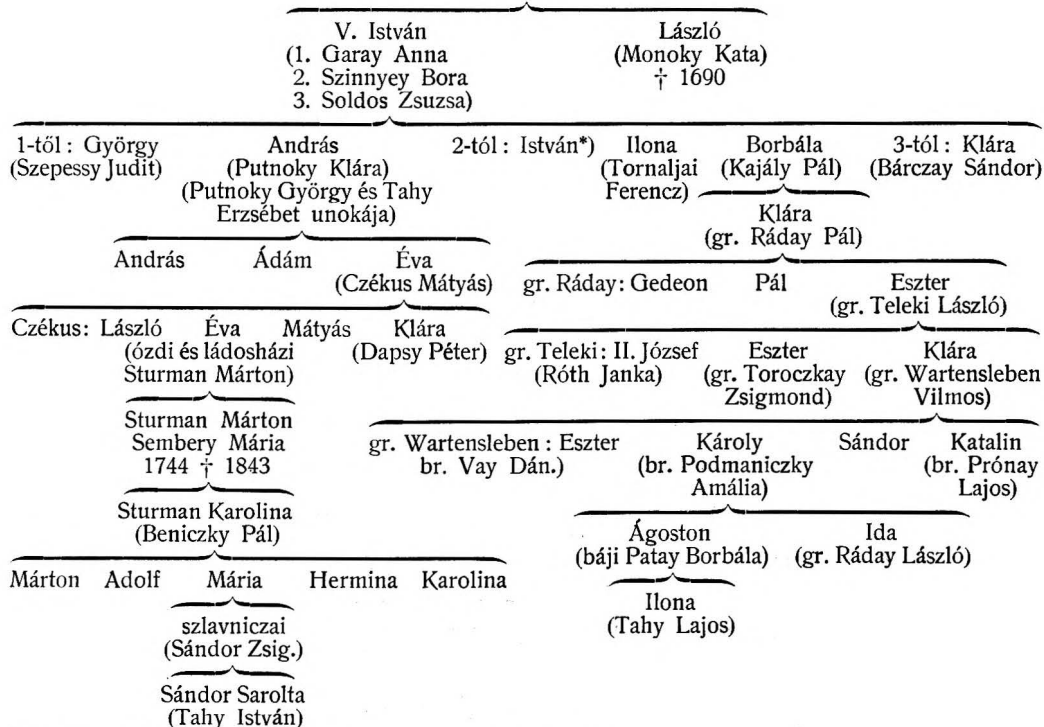 V. István László
(1. Garay Anna (Monoky Kata)
2. Szinnyey Bora † 1690
3. Soldos Zsuzsa)
1-től: György András 2-tól: István*) Ilona Borbála 3-tól: Klára
(Szepessy Judit) (Putnoky Klára) (Tornaljai (Kajály Pál) (Bárczay Sándor)
(Putnoky György és Tahy Ferencz)
Erzsébet unokája) Klára
(gr. Ráday Pál)
András Ádám Éva
(Czékus Mátyás) gr. Ráday: Gedeon Pál Eszter
(gr. Teleki László)
Czékus: László Éva Mátyás Klára
(ózdi és ládosházi (Dapsy Péter) gr. Teleki: II. József Eszter Klára
Sturman Márton) (Róth Janka) (gr. Toroczkay (gr. Wartensleben
Zsigmond) Vilmos)
Sturman Márton
Sembery Mária gr. Wartensleben: Eszter Károly Sándor Katalin
1744 † 1843 br. Vay Dán.) (br. Podmaniczky (br. Prónay
Amália) Lajos)
Sturman Karolina
(Beniczky Pál) Ágoston Ida
(báji Patay Borbála) (gr. Ráday László)
Márton Adolf Mária Hermina Karolina
Ilona
szlavniczai (Tahy Lajos)
(Sándor Zsig.)
Sándor Sarolta
(Tahy István)